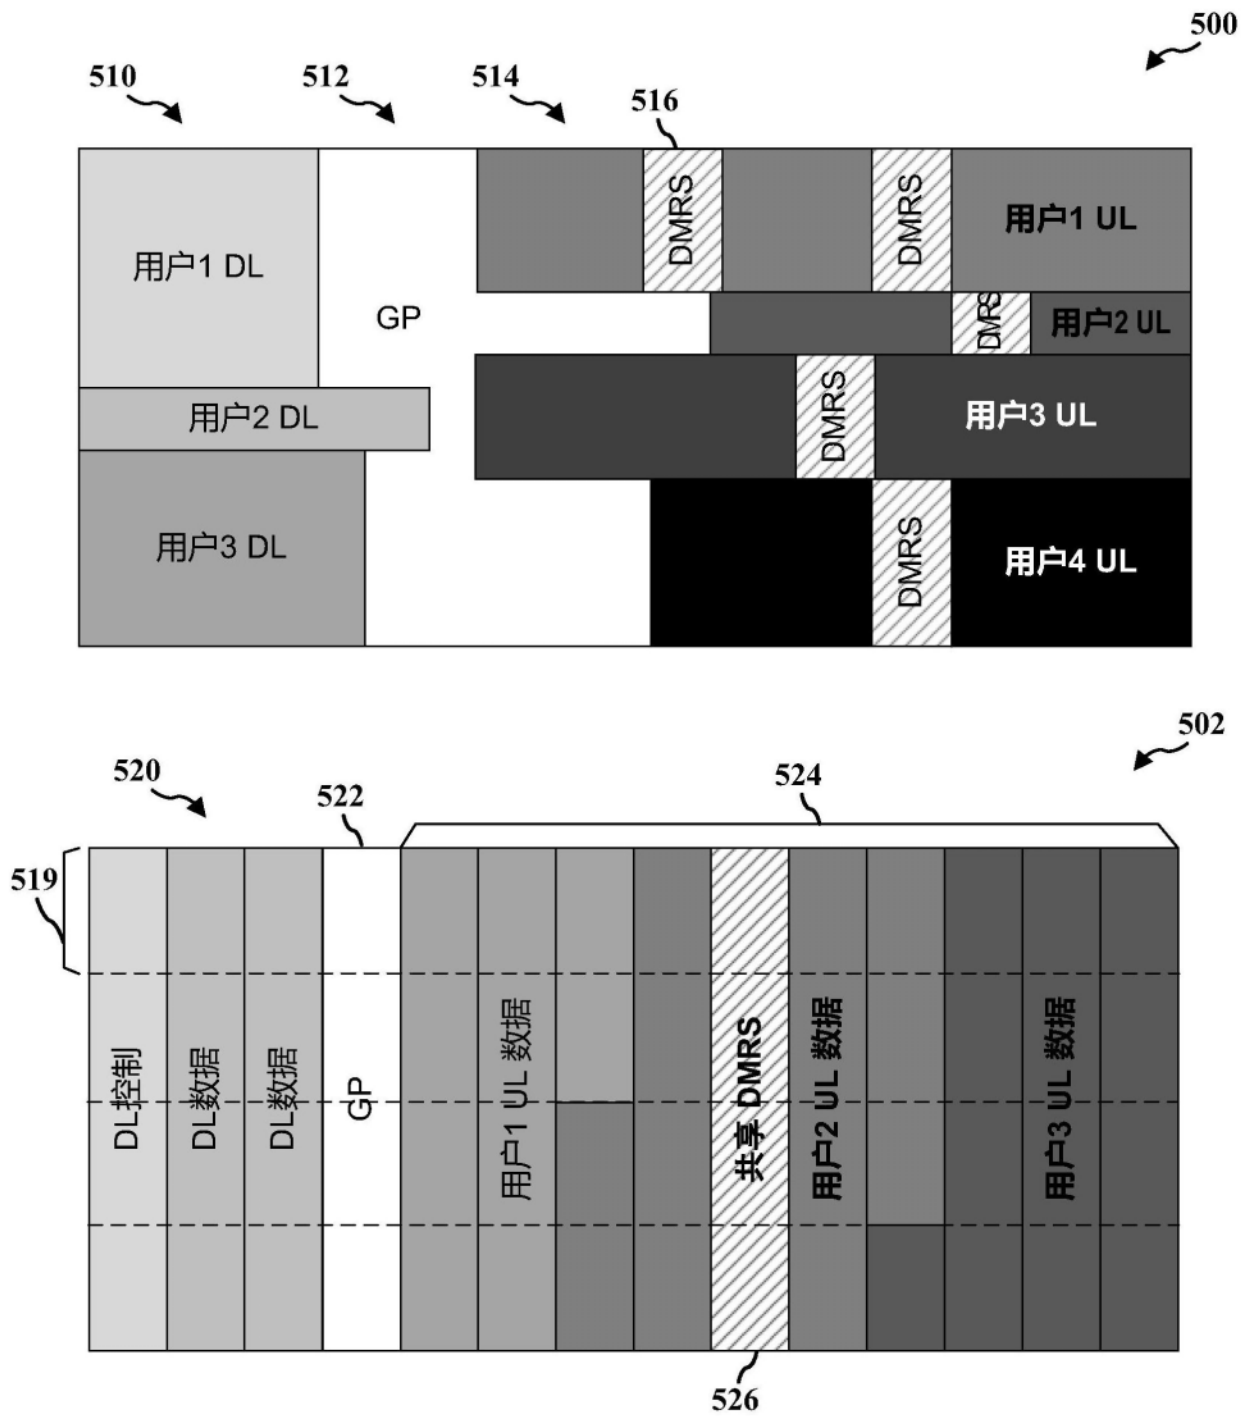 500
510
512
514
516
用户1 DL
GP
DMRS
DMRS
用户1 UL
DMRS
用户2 UL
用户2 DL
DMRS
用户3 UL
用户3 DL
DMRS
用户4 UL
502
520
522
524
519
DL控制
DL数据
DL数据
GP
用户1 UL 数据
共享 DMRS
用户2 UL 数据
用户3 UL 数据
526